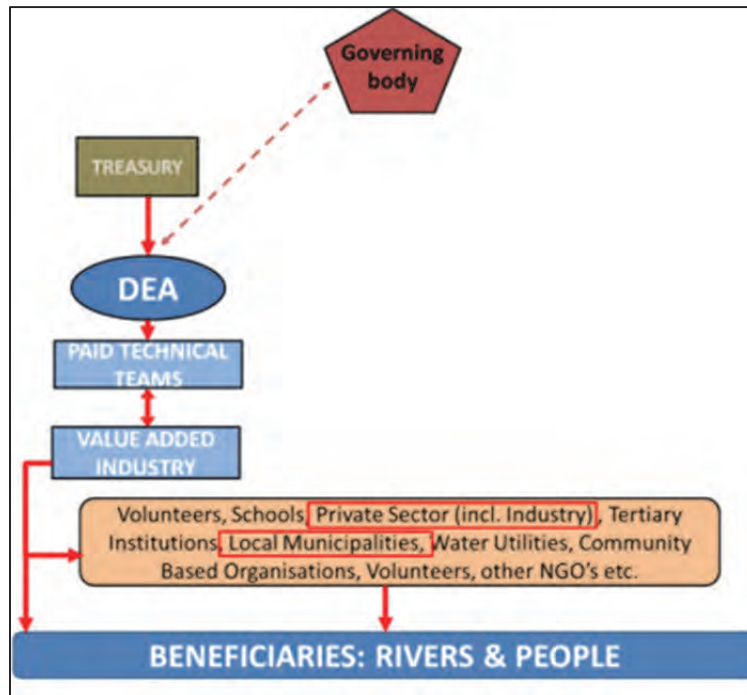 Governing
body
TREASURY
DEA
PAID TECHNICAL
TEAMS
VALUE ADDED
INDUSTRY
Volunteers, Schools, Private Sector (incl. Industry), Tertiary
Institutions, Local Municipalities, Water Utilities, Community
Based Organisations, Volunteers, other NGO's etc.
BENEFICIARIES: RIVERS & PEOPLE